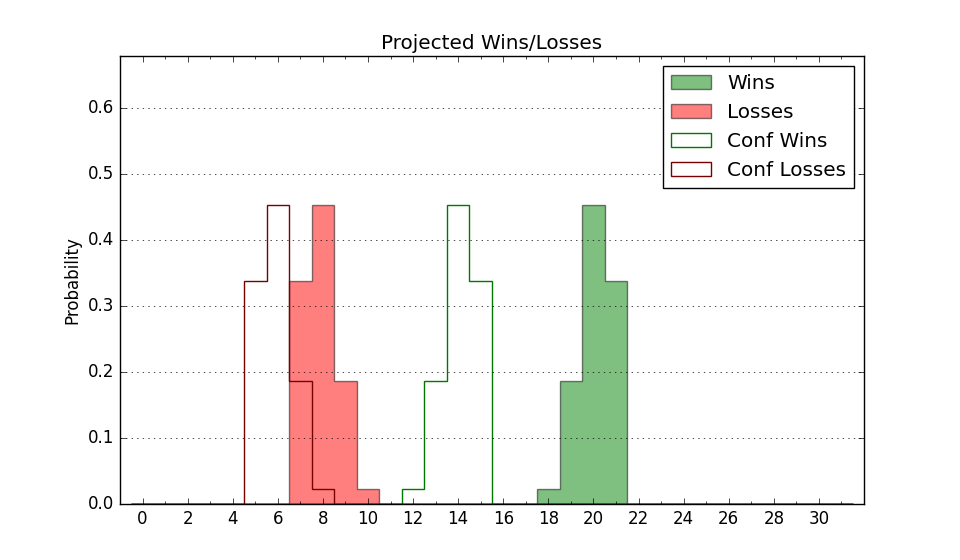 Projected Wins/Losses
Wins
Losses
Conf Wins
Conf Losses
Probability
0.6
0.5
0.4
0.3
0.2
0.1
0.0
0 2 4 6 8 10 12 14 16 18 20 22 24 26 28 30